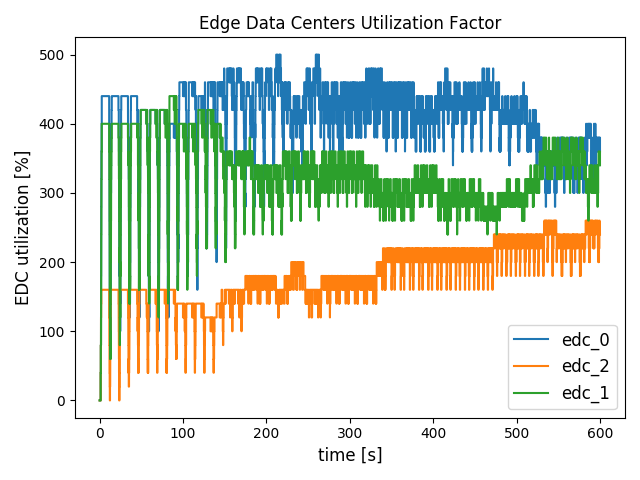 Edge Data Centers Utilization Factor
500
400
300
200
100
0
EDC utilization [%]
0 100 200 300 400 500 600
time [s]
edc_0
edc_2
edc_1